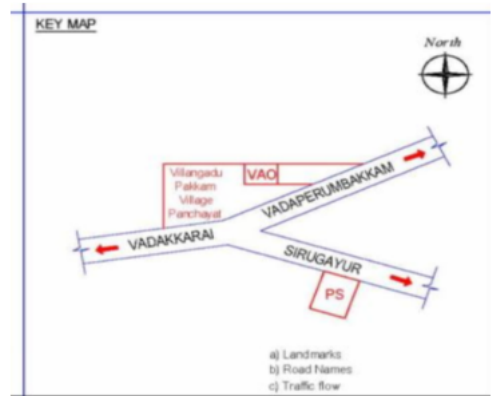 KEY MAP
North
Villangadu
Pakkam
Village
Panchayat
VAO
VADAPERUMBAKKAM
VADAKKARAI
SIRUGAYUR
PS
a) Landmarks
b) Road Names
c) Traffic flow